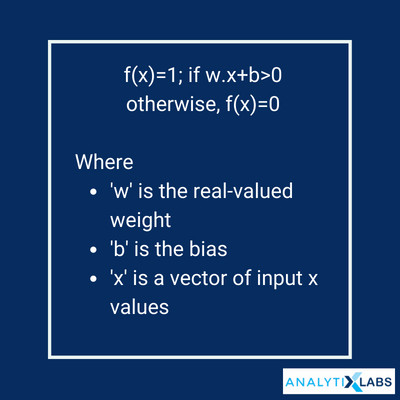 f(x)=1; if w.x+b>0
otherwise, f(x)=0
Where
• 'w' is the real-valued
weight
• 'b' is the bias
• 'x' is a vector of input x
values
ANALYTIXLABS